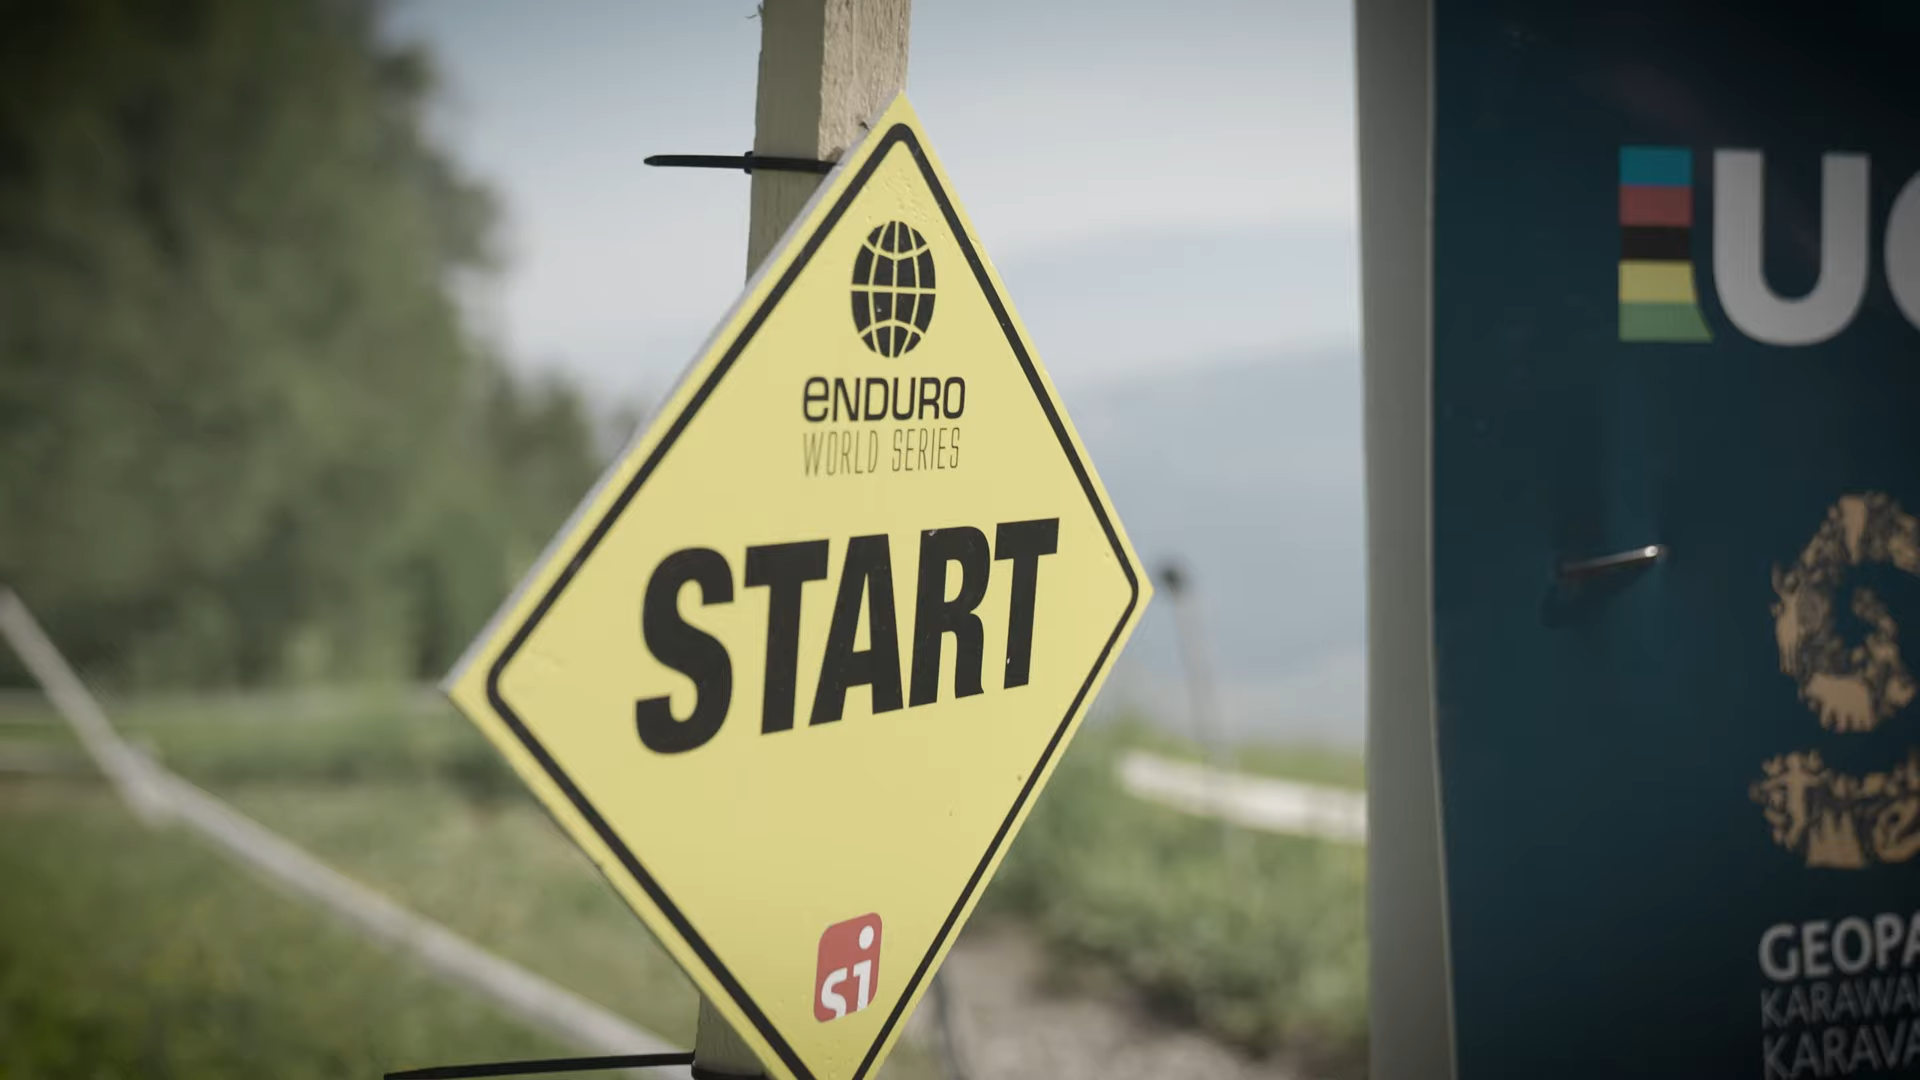 eNDURO
WORLD SERIES
START
si
UC
GEOPA
KARAWA
KARAVA